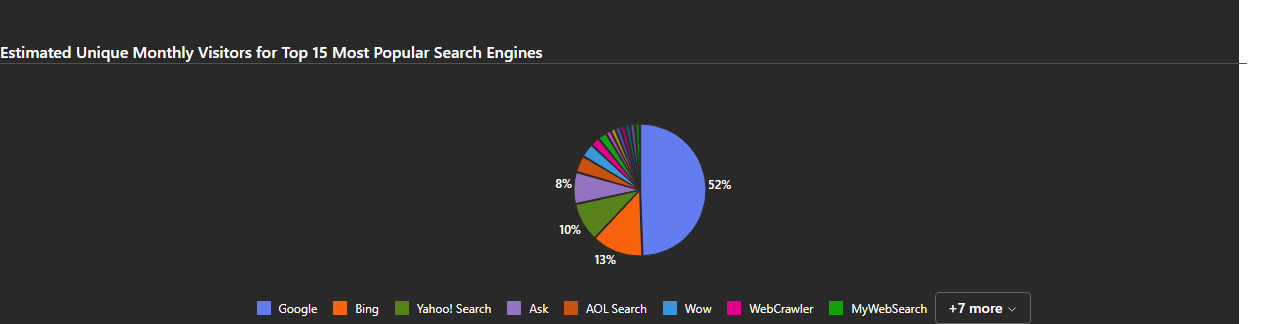 Estimated Unique Monthly Visitors for Top 15 Most Popular Search Engines
8%
52%
10%
13%
Google Bing Yahoo! Search Ask AOL Search Wow WebCrawler MyWebSearch +7 more